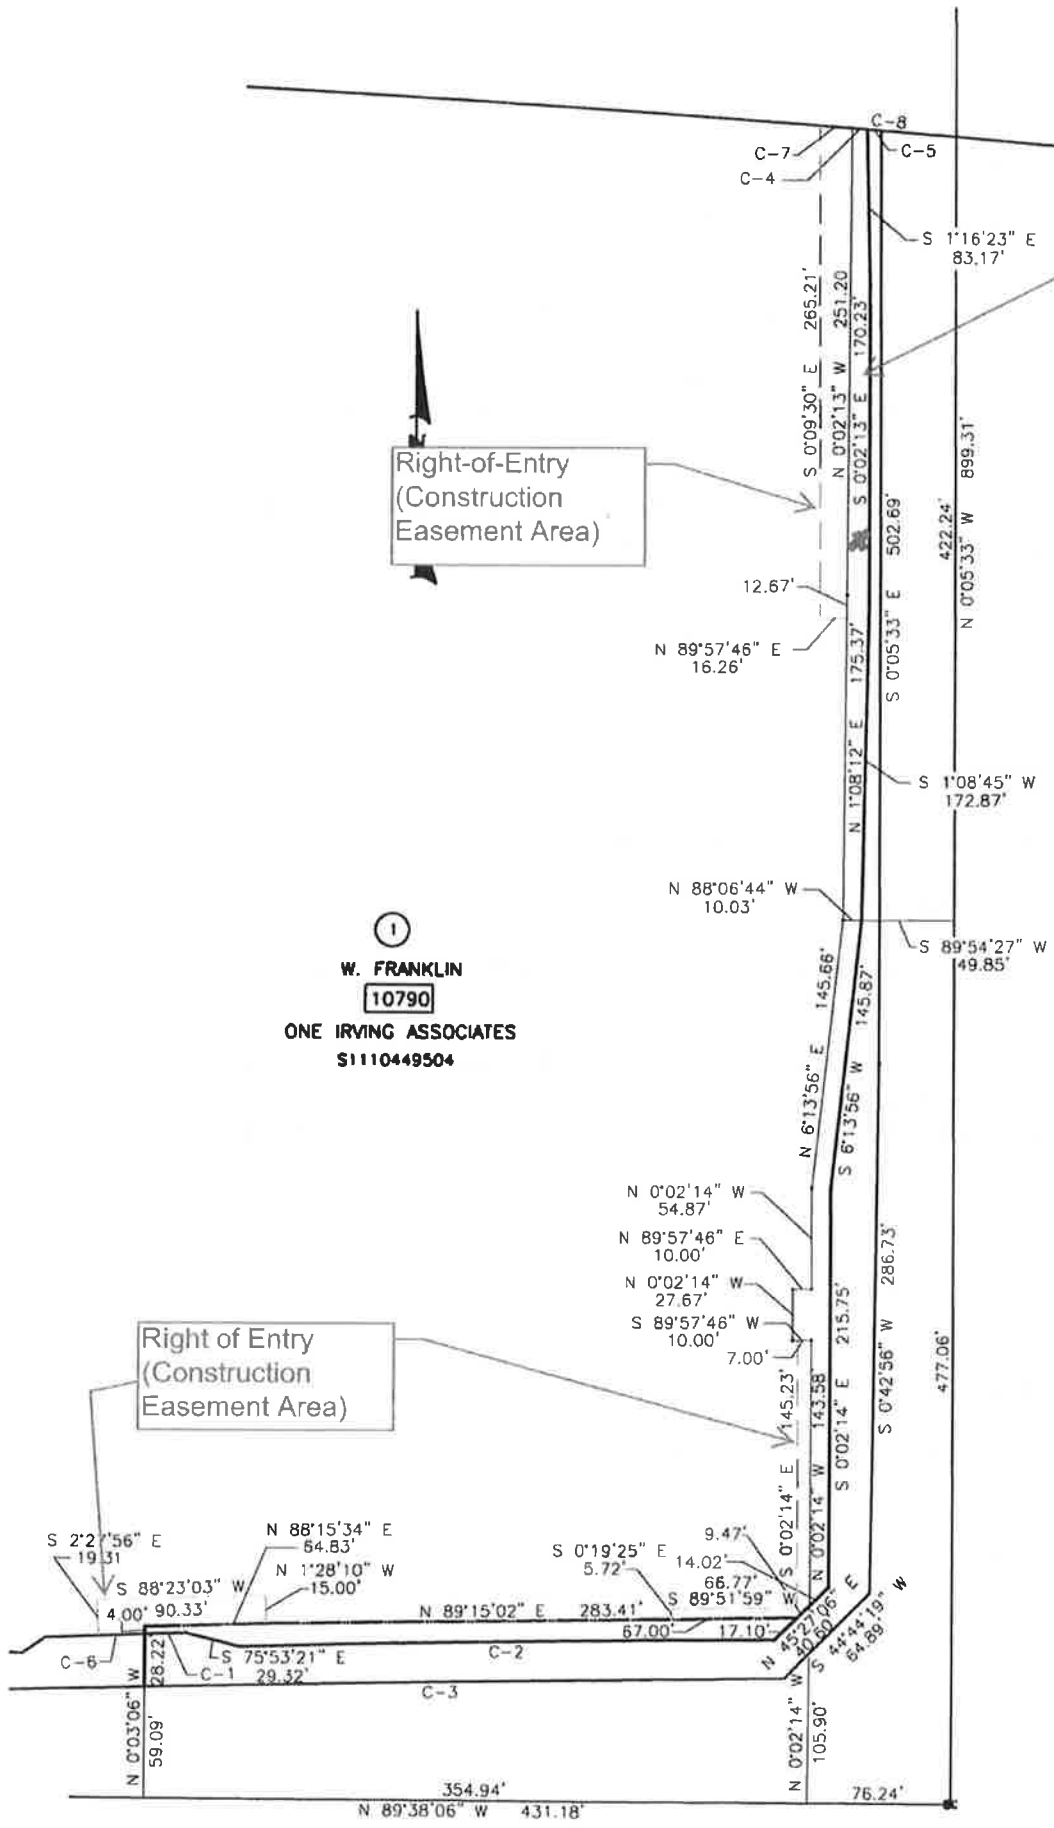 C-8
C-7
C-5
C-4
S 1°16'23" E
83.17'
S 0°09'30" E 265.21'
N 0°02'13" W 251.20
S 0°02'13" E 170.23'
Right-of-Entry
(Construction
Easement Area)
S 0°05'33" E 502.69'
422.24'
N 0°05'33" W 899.31'
12.67'
N 89°57'46" E
16.26'
N 1°08'12" E 175.37'
S 1°08'45" W
172.87'
N 88°06'44" W
10.03'
S 89°54'27" W
49.85'
1
W. FRANKLIN
10790
ONE IRVING ASSOCIATES
S1110449504
N 6°13'56" E 145.66'
S 6°13'56" W 145.87'
N 0°02'14" W
54.87'
N 89°57'46" E
10.00'
N 0°02'14" W
27.67'
S 89°57'46" W
10.00'
7.00'
S 0°02'14" E 215.75'
S 0°42'56" W 286.73'
477.06'
Right of Entry
(Construction
Easement Area)
S 0°02'14" E 145.23'
N 0°02'14" W 143.58'
S 2°27'56" E
19.31
N 88°15'34" E
64.83'
N 1°28'10" W
15.00'
S 0°19'25" E
5.72'
9.47'
14.02'
66.77'
S 89°51'59" W
S 88°23'03" W
90.33'
4.00'
N 89°15'02" E 283.41'
67.00'
17.10'
N 45°27'06" E
40.60'
S 44°44'19" W
64.89'
C-6
C-1
S 75°53'21" E
29.32'
C-2
C-3
28.22
N 0°03'06" W
59.09'
N 0°02'14" W
105.90'
354.94'
76.24'
N 89°38'06" W 431.18'